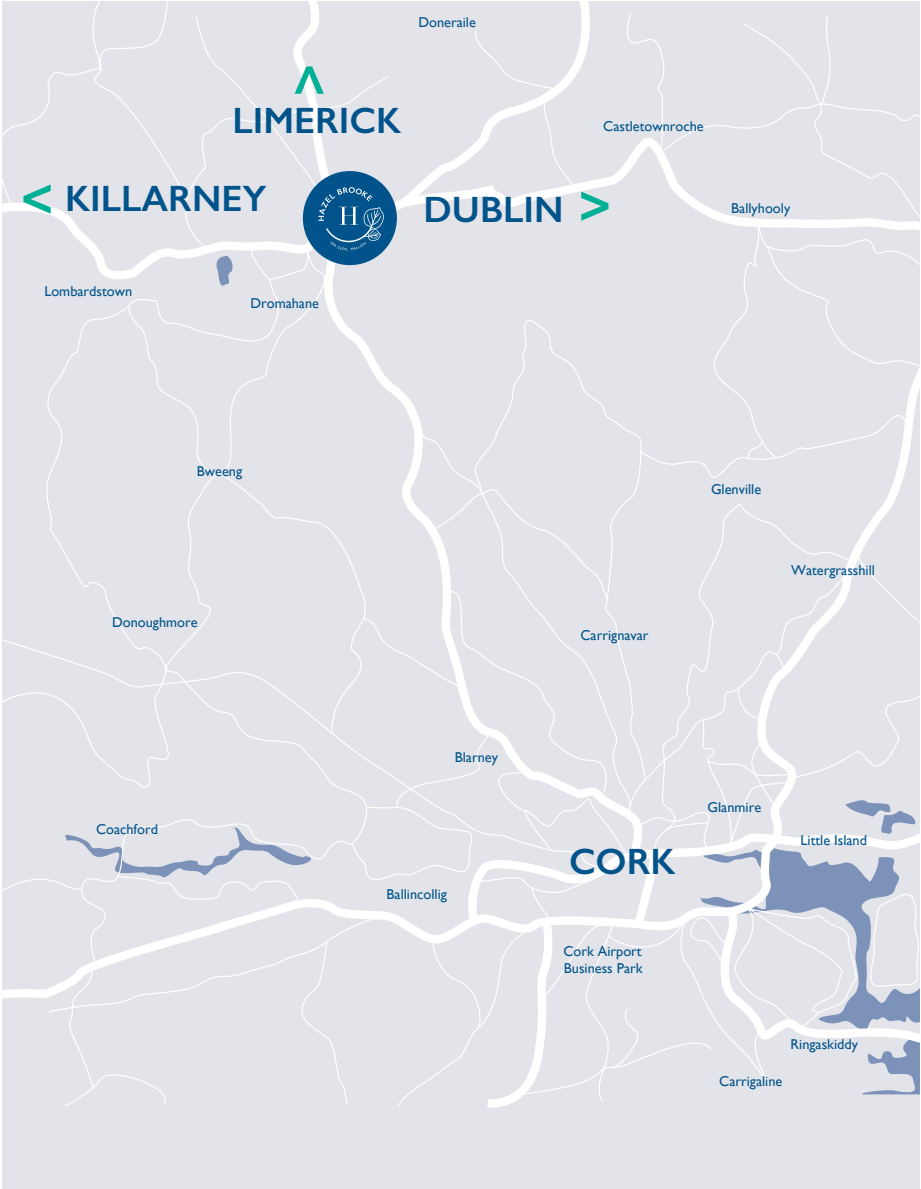 Doneraile
LIMERICK
Castletownroche
KILLARNEY
HAZEL BROOKE
H
DUBLIN
Ballyhooly
Lombardstown
Dromahane
Bweeng
Glenville
Watergrasshill
Donoughmore
Carrignavar
Blarney
Glanmire
Coachford
Little Island
CORK
Ballincollig
Cork Airport
Business Park
Ringaskiddy
Carrigaline